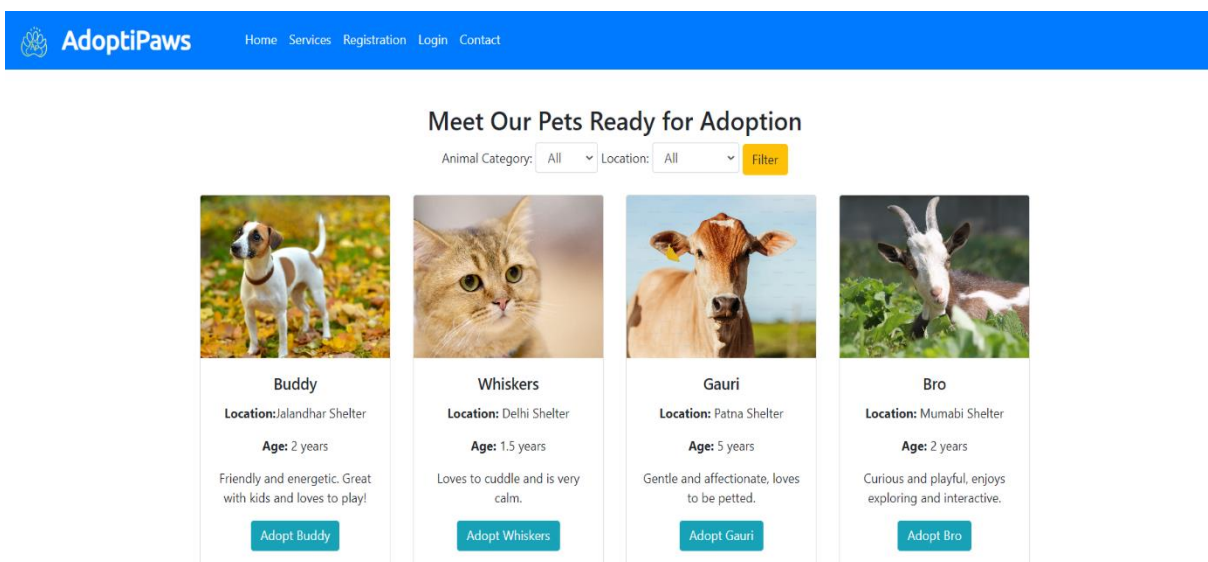 AdoptiPaws Home Services Registration Login Contact
Meet Our Pets Ready for Adoption
Animal Category: All Location: All Filter
Buddy
Location:Jalandhar Shelter
Age: 2 years
Friendly and energetic. Great
with kids and loves to play!
Adopt Buddy
Whiskers
Location: Delhi Shelter
Age: 1.5 years
Loves to cuddle and is very
calm.
Adopt Whiskers
Gauri
Location: Patna Shelter
Age: 5 years
Gentle and affectionate, loves
to be petted.
Adopt Gauri
Bro
Location: Mumabi Shelter
Age: 2 years
Curious and playful, enjoys
exploring and interactive.
Adopt Bro